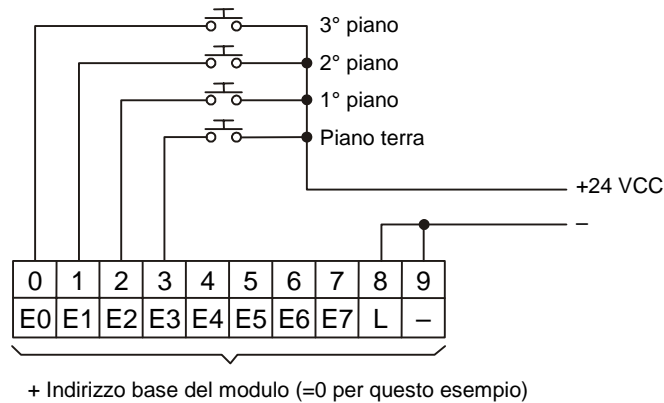 3° piano
2° piano
1° piano
Piano terra
+24 VCC
–
0 1 2 3 4 5 6 7 8 9
E0 E1 E2 E3 E4 E5 E6 E7 L –
+ Indirizzo base del modulo (=0 per questo esempio)